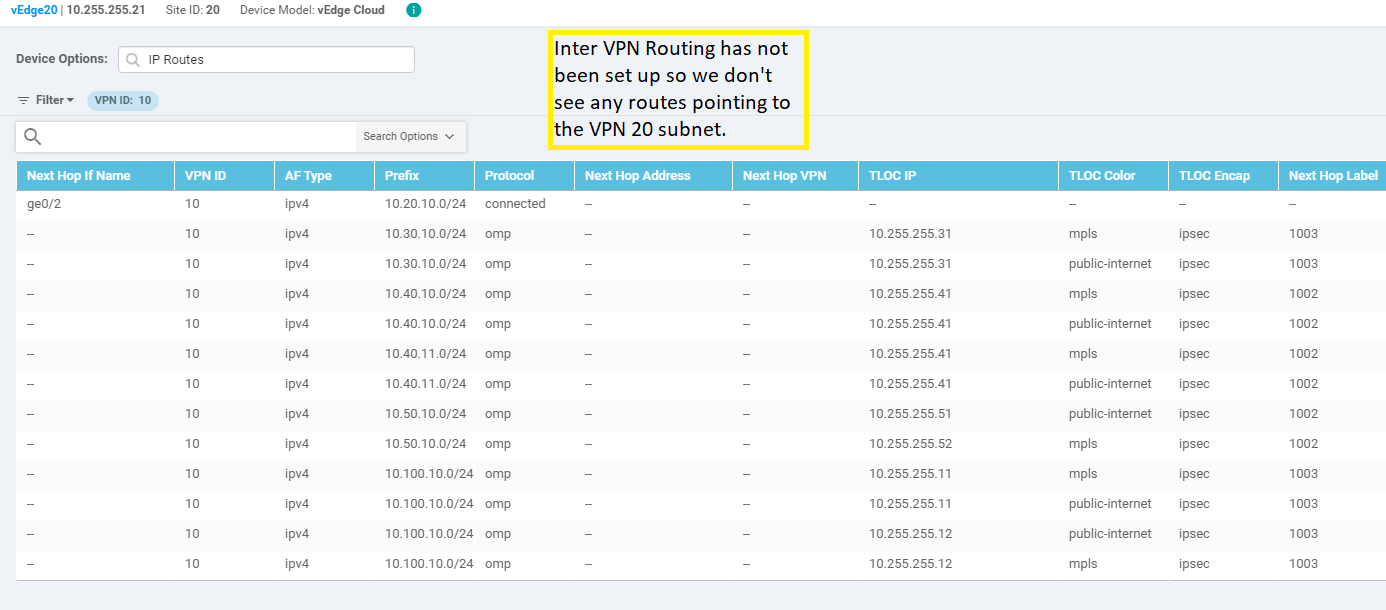 vEdge20 | 10.255.255.21 Site ID: 20 Device Model: vEdge Cloud i
Device Options: IP Routes
Filter VPN ID: 10
Search Options
Inter VPN Routing has not
been set up so we don't
see any routes pointing to
the VPN 20 subnet.
Next Hop If Name VPN ID AF Type Prefix Protocol Next Hop Address Next Hop VPN TLOC IP TLOC Color TLOC Encap Next Hop Label
ge0/2 10 ipv4 10.20.10.0/24 connected -- -- -- -- -- --
-- 10 ipv4 10.30.10.0/24 omp -- -- 10.255.255.31 mpls ipsec 1003
-- 10 ipv4 10.30.10.0/24 omp -- -- 10.255.255.31 public-internet ipsec 1003
-- 10 ipv4 10.40.10.0/24 omp -- -- 10.255.255.41 mpls ipsec 1002
-- 10 ipv4 10.40.10.0/24 omp -- -- 10.255.255.41 public-internet ipsec 1002
-- 10 ipv4 10.40.11.0/24 omp -- -- 10.255.255.41 mpls ipsec 1002
-- 10 ipv4 10.40.11.0/24 omp -- -- 10.255.255.41 public-internet ipsec 1002
-- 10 ipv4 10.50.10.0/24 omp -- -- 10.255.255.51 public-internet ipsec 1002
-- 10 ipv4 10.50.10.0/24 omp -- -- 10.255.255.52 mpls ipsec 1002
-- 10 ipv4 10.100.10.0/24 omp -- -- 10.255.255.11 mpls ipsec 1003
-- 10 ipv4 10.100.10.0/24 omp -- -- 10.255.255.11 public-internet ipsec 1003
-- 10 ipv4 10.100.10.0/24 omp -- -- 10.255.255.12 public-internet ipsec 1003
-- 10 ipv4 10.100.10.0/24 omp -- -- 10.255.255.12 mpls ipsec 1003